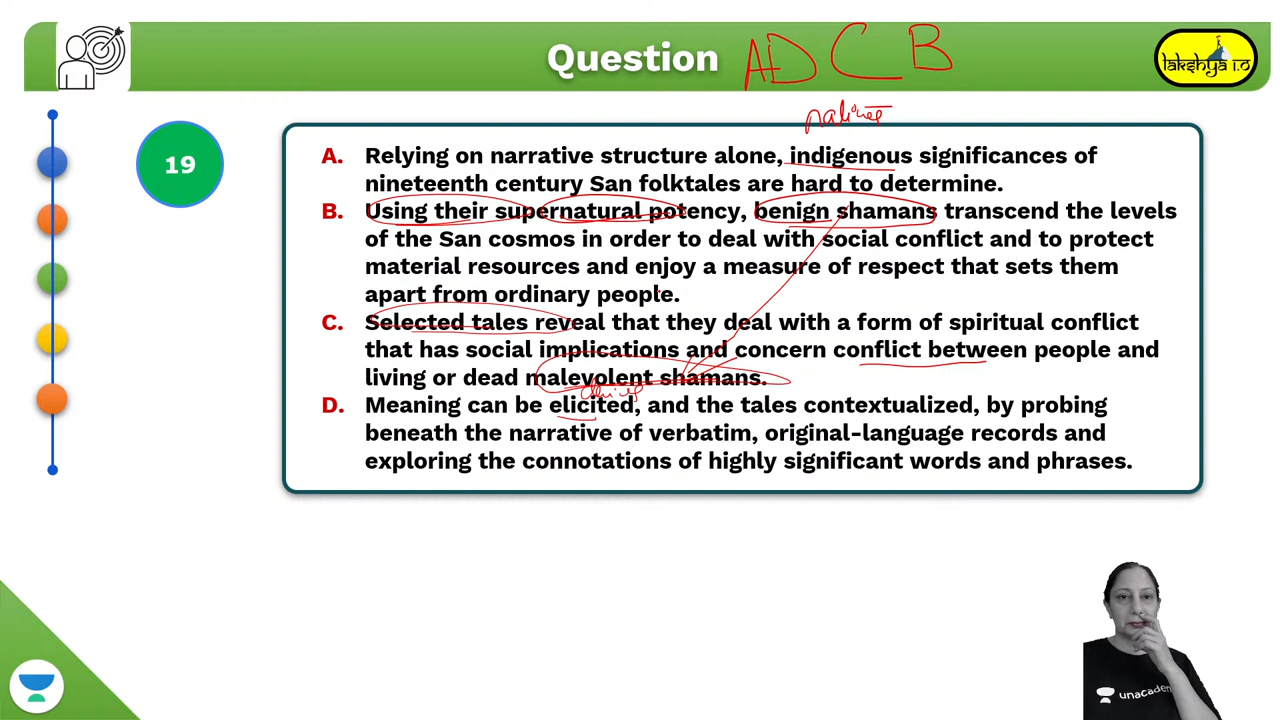 Question
A D C B
लक्ष्य 1.0
19
natives
A. Relying on narrative structure alone, indigenous significances of
nineteenth century San folktales are hard to determine.
B. Using their supernatural potency, benign shamans transcend the levels
of the San cosmos in order to deal with social conflict and to protect
material resources and enjoy a measure of respect that sets them
apart from ordinary people.
C. Selected tales reveal that they deal with a form of spiritual conflict
that has social implications and concern conflict between people and
living or dead malevolent shamans.
D. Meaning can be elicited, and the tales contextualized, by probing
beneath the narrative of verbatim, original-language records and
exploring the connotations of highly significant words and phrases.
unacadem